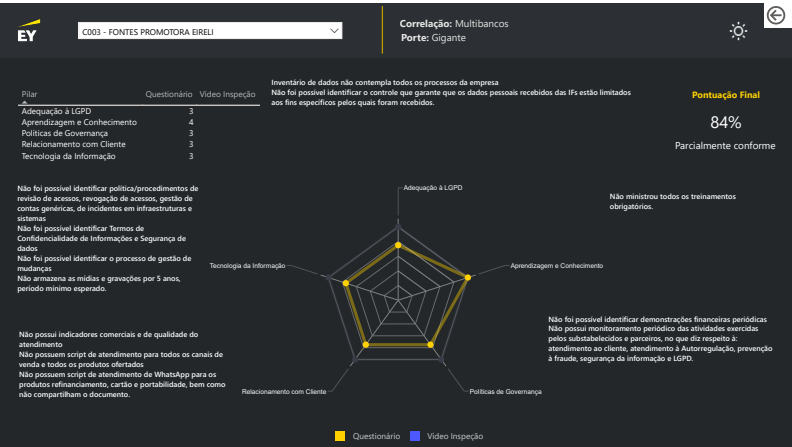 EY
C003 - FONTES PROMOTORA EIRELI
Correlação: Multibancos
Porte: Gigante
Pilar Questionário Vídeo Inspeção
Adequação à LGPD 3
Aprendizagem e Conhecimento 4
Políticas de Governança 3
Relacionamento com Cliente 3
Tecnologia da Informação 3
Inventário de dados não contempla todos os processos da empresa
Não foi possível identificar o controle que garante que os dados pessoais recebidos das IFs estão limitados
aos fins específicos pelos quais foram recebidos.
Pontuação Final
84%
Parcialmente conforme
Não foi possível identificar política/procedimentos de
revisão de acessos, revogação de acessos, gestão de
contas genéricas, de incidentes em infraestruturas e
sistemas
Não foi possível identificar Termos de
Confidencialidade de Informações e Segurança de
dados
Não foi possível identificar o processo de gestão de
mudanças
Não armazena as mídias e gravações por 5 anos,
período mínimo esperado.
Adequação à LGPD
Não ministrou todos os treinamentos
obrigatórios.
Tecnologia da Informação
Aprendizagem e Conhecimento
Não possui indicadores comerciais e de qualidade do
atendimento
Não possuem script de atendimento para todos os canais de
venda e todos os produtos ofertados
Não possuem script de atendimento de WhatsApp para os
produtos refinanciamento, cartão e portabilidade, bem como
não compartilham o documento.
Não foi possível identificar demonstrações financeiras periódicas
Não possui monitoramento periódico das atividades exercidas
pelos substabelecidos e parceiros, no que diz respeito à:
atendimento ao cliente, atendimento à Autorregulação, prevenção
à fraude, segurança da informação e LGPD.
Relacionamento com Cliente
Políticas de Governança
Questionário Vídeo Inspeção